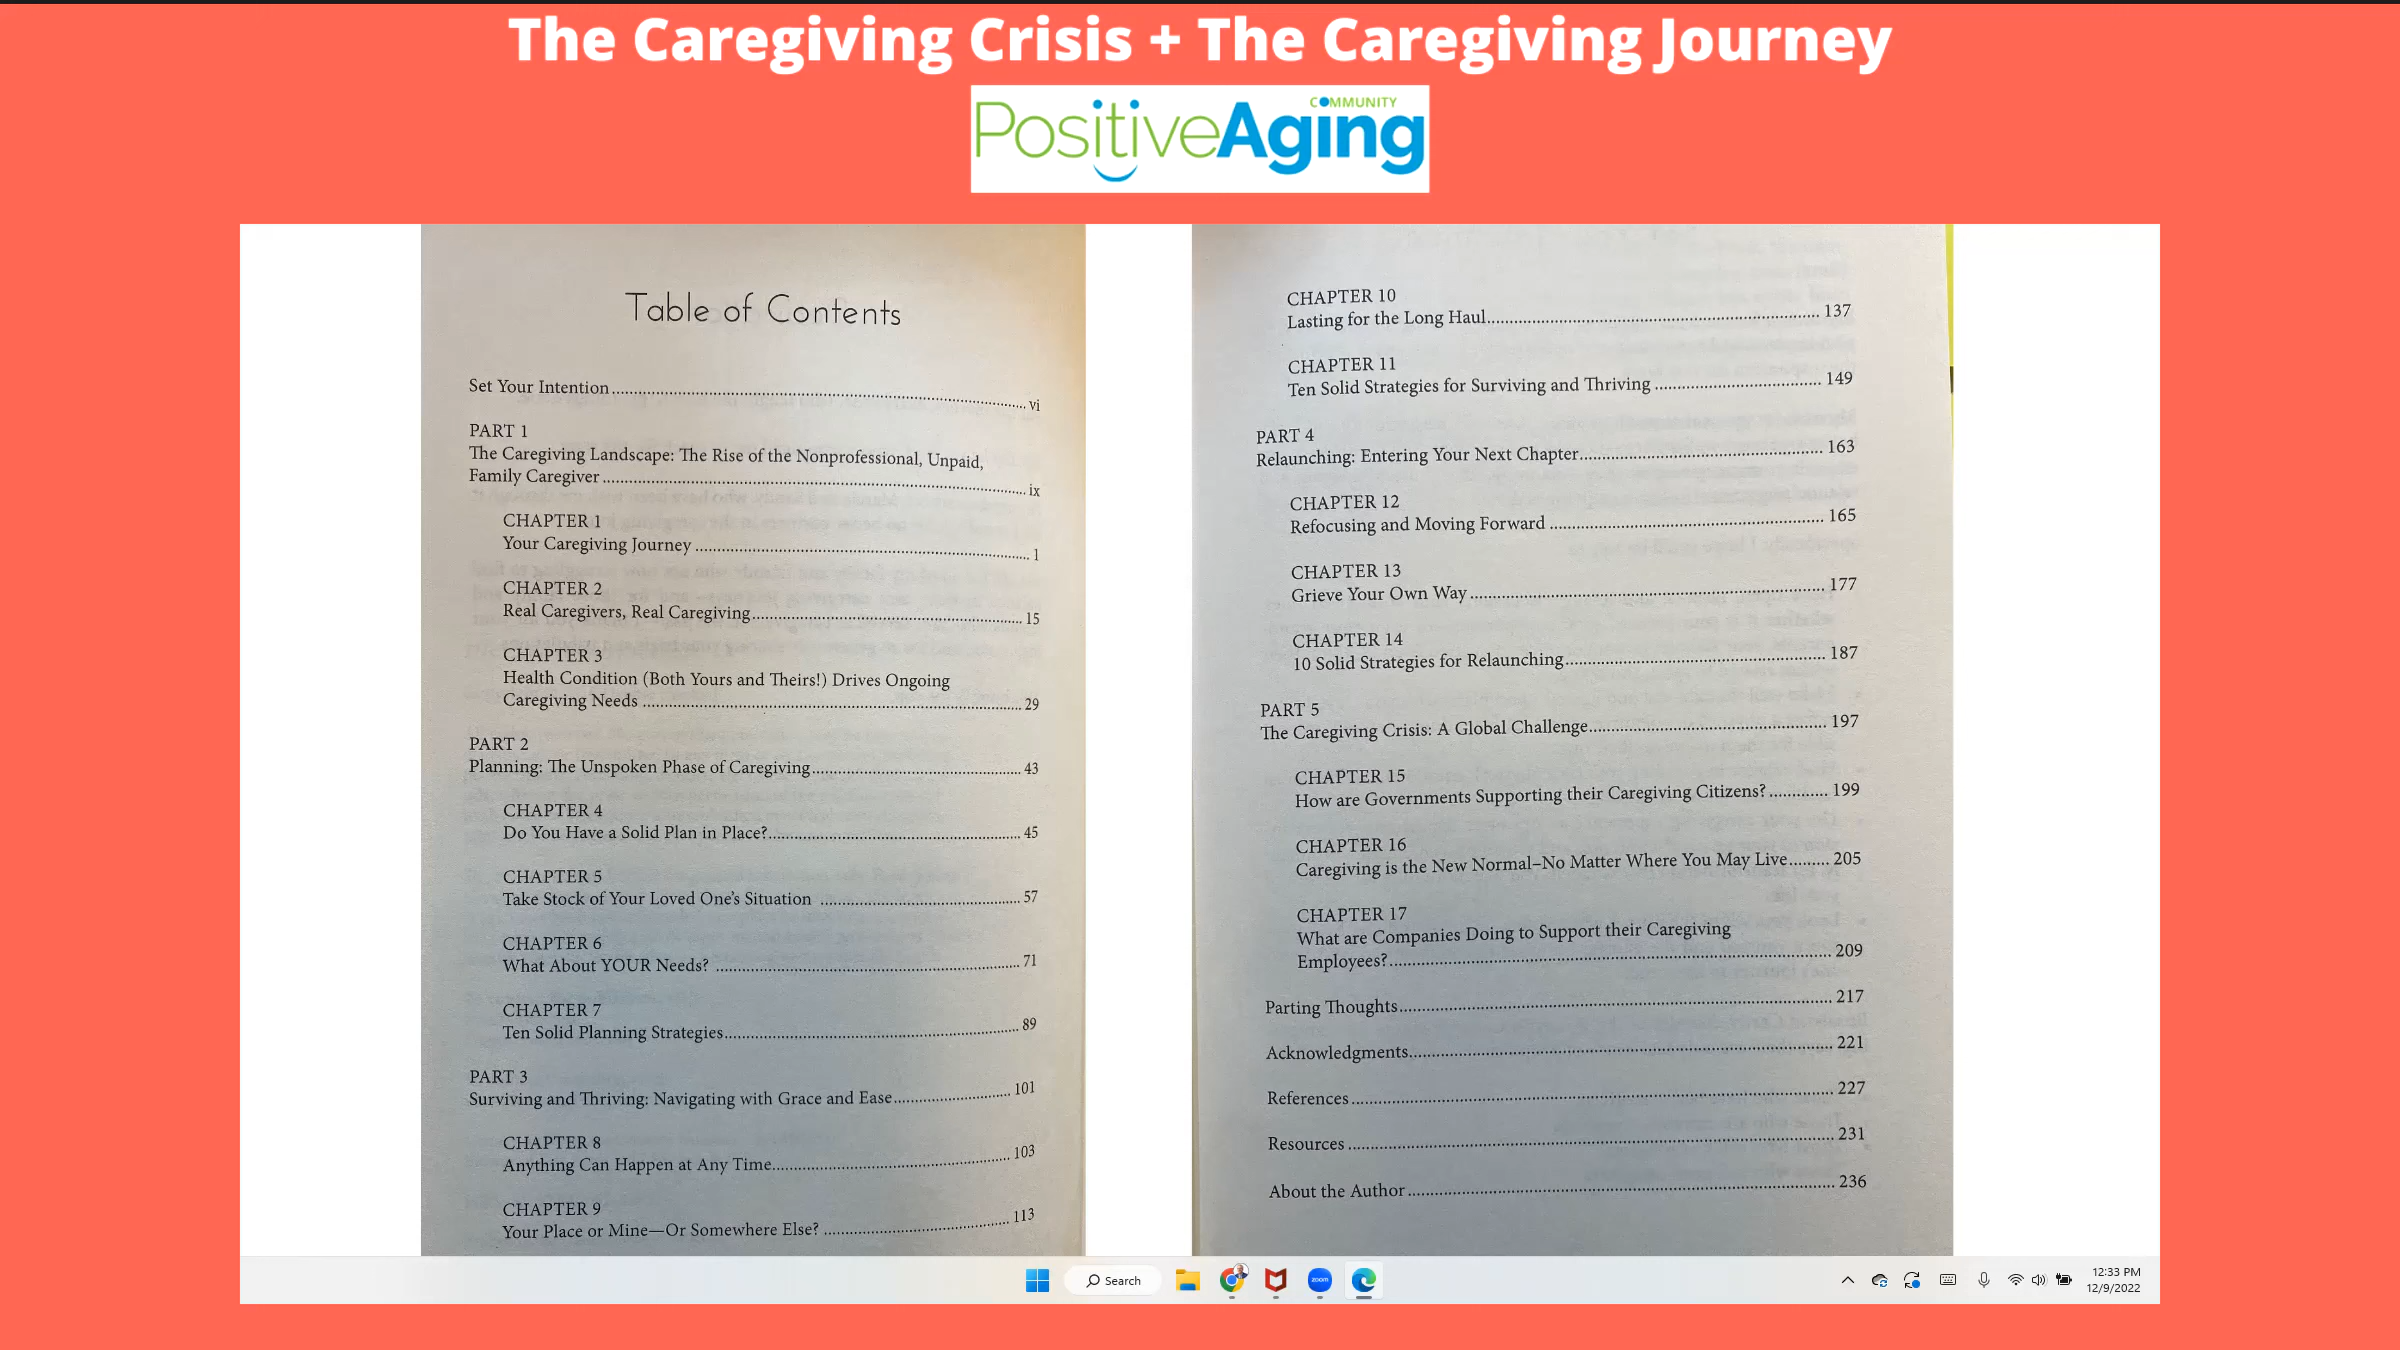 The Caregiving Crisis + The Caregiving Journey
COMMUNITY
PositiveAging
Table of Contents
Set Your Intention vi
PART 1
The Caregiving Landscape: The Rise of the Nonprofessional, Unpaid,
Family Caregiver ix
CHAPTER 1
Your Caregiving Journey 1
CHAPTER 2
Real Caregivers, Real Caregiving 15
CHAPTER 3
Health Condition (Both Yours and Theirs!) Drives Ongoing
Caregiving Needs 29
PART 2
Planning: The Unspoken Phase of Caregiving 43
CHAPTER 4
Do You Have a Solid Plan in Place? 45
CHAPTER 5
Take Stock of Your Loved One's Situation 57
CHAPTER 6
What About YOUR Needs? 71
CHAPTER 7
Ten Solid Planning Strategies 89
PART 3
Surviving and Thriving: Navigating with Grace and Ease 101
CHAPTER 8
Anything Can Happen at Any Time 103
CHAPTER 9
Your Place or Mine—Or Somewhere Else? 113
CHAPTER 10
Lasting for the Long Haul 137
CHAPTER 11
Ten Solid Strategies for Surviving and Thriving 149
PART 4
Relaunching: Entering Your Next Chapter 163
CHAPTER 12
Refocusing and Moving Forward 165
CHAPTER 13
Grieve Your Own Way 177
CHAPTER 14
10 Solid Strategies for Relaunching 187
PART 5
The Caregiving Crisis: A Global Challenge 197
CHAPTER 15
How are Governments Supporting their Caregiving Citizens? 199
CHAPTER 16
Caregiving is the New Normal–No Matter Where You May Live 205
CHAPTER 17
What are Companies Doing to Support their Caregiving
Employees? 209
Parting Thoughts 217
Acknowledgments 221
References 227
Resources 231
About the Author 236
Search
zoom
12:33 PM
12/9/2022